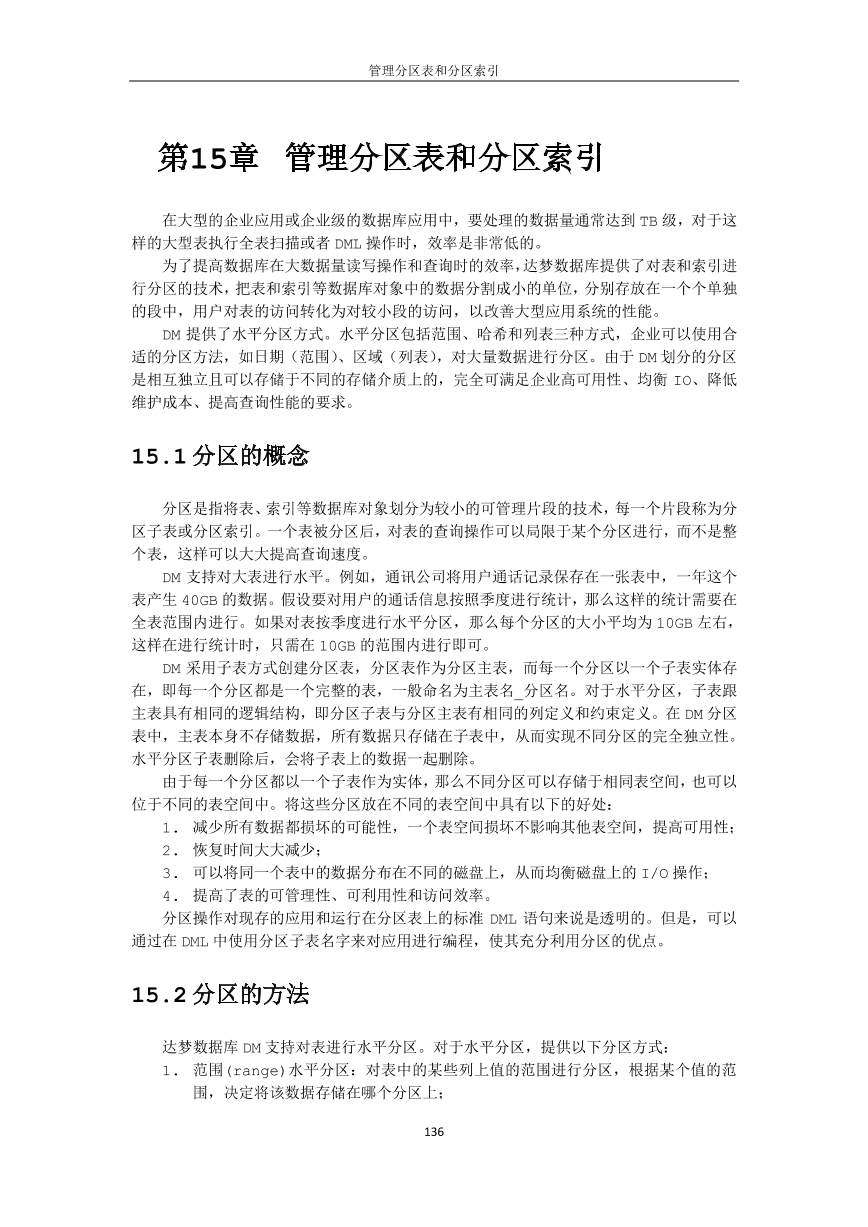 管理分区表和分区索引
第15章 管理分区表和分区索引
在大型的企业应用或企业级的数据库应用中，要处理的数据量通常达到 TB 级，对于这
样的大型表执行全表扫描或者 DML 操作时，效率是非常低的。
为了提高数据库在大数据量读写操作和查询时的效率，达梦数据库提供了对表和索引进
行分区的技术，把表和索引等数据库对象中的数据分割成小的单位，分别存放在一个个单独
的段中，用户对表的访问转化为对较小段的访问，以改善大型应用系统的性能。
DM 提供了水平分区方式。水平分区包括范围、哈希和列表三种方式，企业可以使用合
适的分区方法，如日期（范围）、区域（列表），对大量数据进行分区。由于 DM 划分的分区
是相互独立且可以存储于不同的存储介质上的，完全可满足企业高可用性、均衡 IO、降低
维护成本、提高查询性能的要求。
15.1 分区的概念
分区是指将表、索引等数据库对象划分为较小的可管理片段的技术，每一个片段称为分
区子表或分区索引。一个表被分区后，对表的查询操作可以局限于某个分区进行，而不是整
个表，这样可以大大提高查询速度。
DM 支持对大表进行水平。例如，通讯公司将用户通话记录保存在一张表中，一年这个
表产生 40GB 的数据。假设要对用户的通话信息按照季度进行统计，那么这样的统计需要在
全表范围内进行。如果对表按季度进行水平分区，那么每个分区的大小平均为 10GB 左右，
这样在进行统计时，只需在 10GB 的范围内进行即可。
DM 采用子表方式创建分区表，分区表作为分区主表，而每一个分区以一个子表实体存
在，即每一个分区都是一个完整的表，一般命名为主表名_分区名。对于水平分区，子表跟
主表具有相同的逻辑结构，即分区子表与分区主表有相同的列定义和约束定义。在 DM 分区
表中，主表本身不存储数据，所有数据只存储在子表中，从而实现不同分区的完全独立性。
水平分区子表删除后，会将子表上的数据一起删除。
由于每一个分区都以一个子表作为实体，那么不同分区可以存储于相同表空间，也可以
位于不同的表空间中。将这些分区放在不同的表空间中具有以下的好处：
1. 减少所有数据都损坏的可能性，一个表空间损坏不影响其他表空间，提高可用性；
2. 恢复时间大大减少；
3. 可以将同一个表中的数据分布在不同的磁盘上，从而均衡磁盘上的 I/O 操作；
4. 提高了表的可管理性、可利用性和访问效率。
分区操作对现存的应用和运行在分区表上的标准 DML 语句来说是透明的。但是，可以
通过在 DML 中使用分区子表名字来对应用进行编程，使其充分利用分区的优点。
15.2 分区的方法
达梦数据库 DM 支持对表进行水平分区。对于水平分区，提供以下分区方式：
1. 范围(range)水平分区：对表中的某些列上值的范围进行分区，根据某个值的范
围，决定将该数据存储在哪个分区上；
136